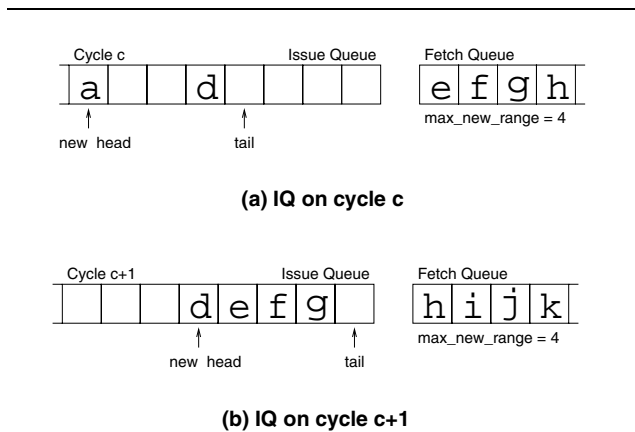 Cycle c Issue Queue Fetch Queue
a d e f g h
max_new_range = 4
new head tail
(a) IQ on cycle c
Cycle c+1 Issue Queue Fetch Queue
d e f g h i j k
max_new_range = 4
new head tail
(b) IQ on cycle c+1